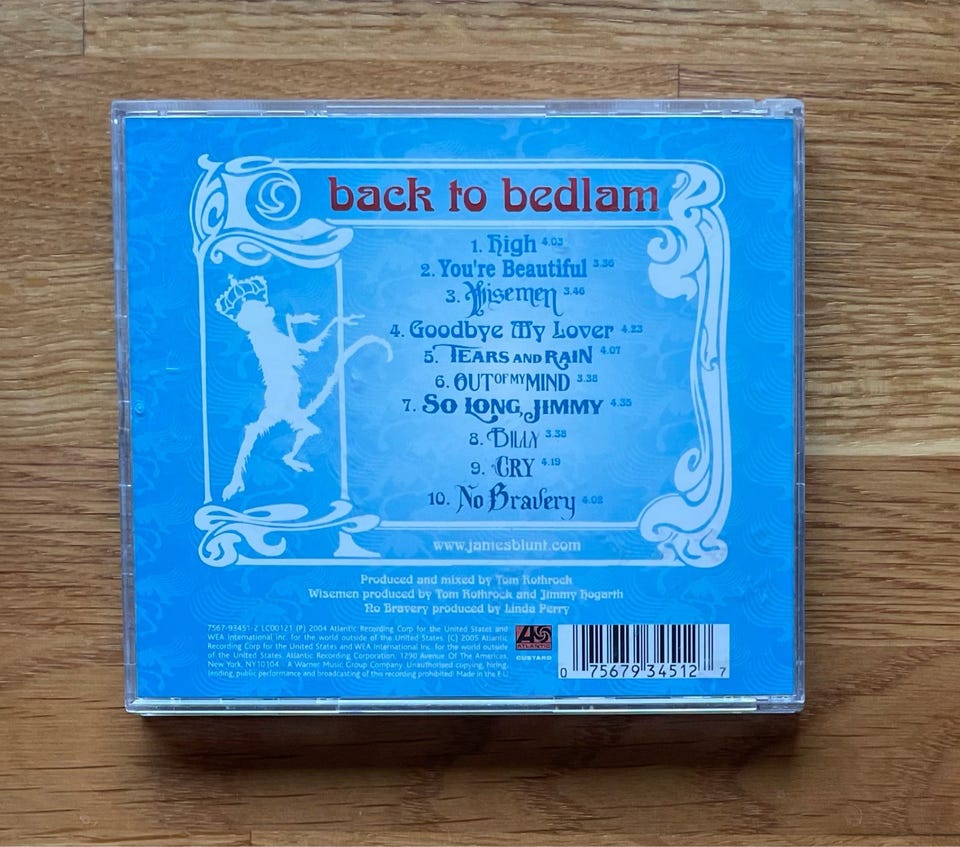 back to bedlam
1. High 4.03
2. You're Beautiful 3.36
3. Wisemen 3.46
4. Goodbye My Lover 4.23
5. TEARS AND RAIN 4.07
6. OUT OF MY MIND 3.38
7. SO LONG, JIMMY 4.35
8. BILLY 3.38
9. CRY 4.19
10. No Bravery 4.02
www.jamesblunt.com
Produced and mixed by Tom Rothrock
Wisemen produced by Tom Rothrock and Jimmy Hogarth
No Bravery produced by Linda Perry
7567-93451-2 LC00121 (P) 2004 Atlantic Recording Corp for the United States and
WEA International Inc. for the world outside of the United States. (C) 2005 Atlantic
Recording Corp for the United States and WEA International Inc. for the world outside
of the United States. Atlantic Recording Corporation, 1290 Avenue Of The Americas,
New York, NY10104 A Warner Music Group Company. Unauthorised copying, hiring,
lending, public performance and broadcasting of this recording prohibited. Made in the E.U.
ATLANTIC
CUSTARD
0 75679 34512 7